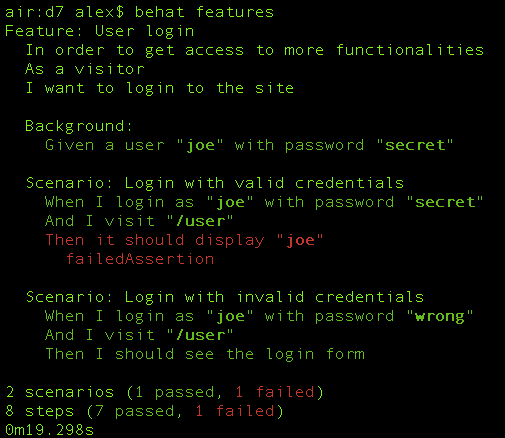 air:d7 alex$ behat features
Feature: User login
In order to get access to more functionalities
As a visitor
I want to login to the site
Background:
Given a user "joe" with password "secret"
Scenario: Login with valid credentials
When I login as "joe" with password "secret"
And I visit "/user"
Then it should display "joe"
failedAssertion
Scenario: Login with invalid credentials
When I login as "joe" with password "wrong"
And I visit "/user"
Then I should see the login form
2 scenarios (1 passed, 1 failed)
8 steps (7 passed, 1 failed)
0m19.298s